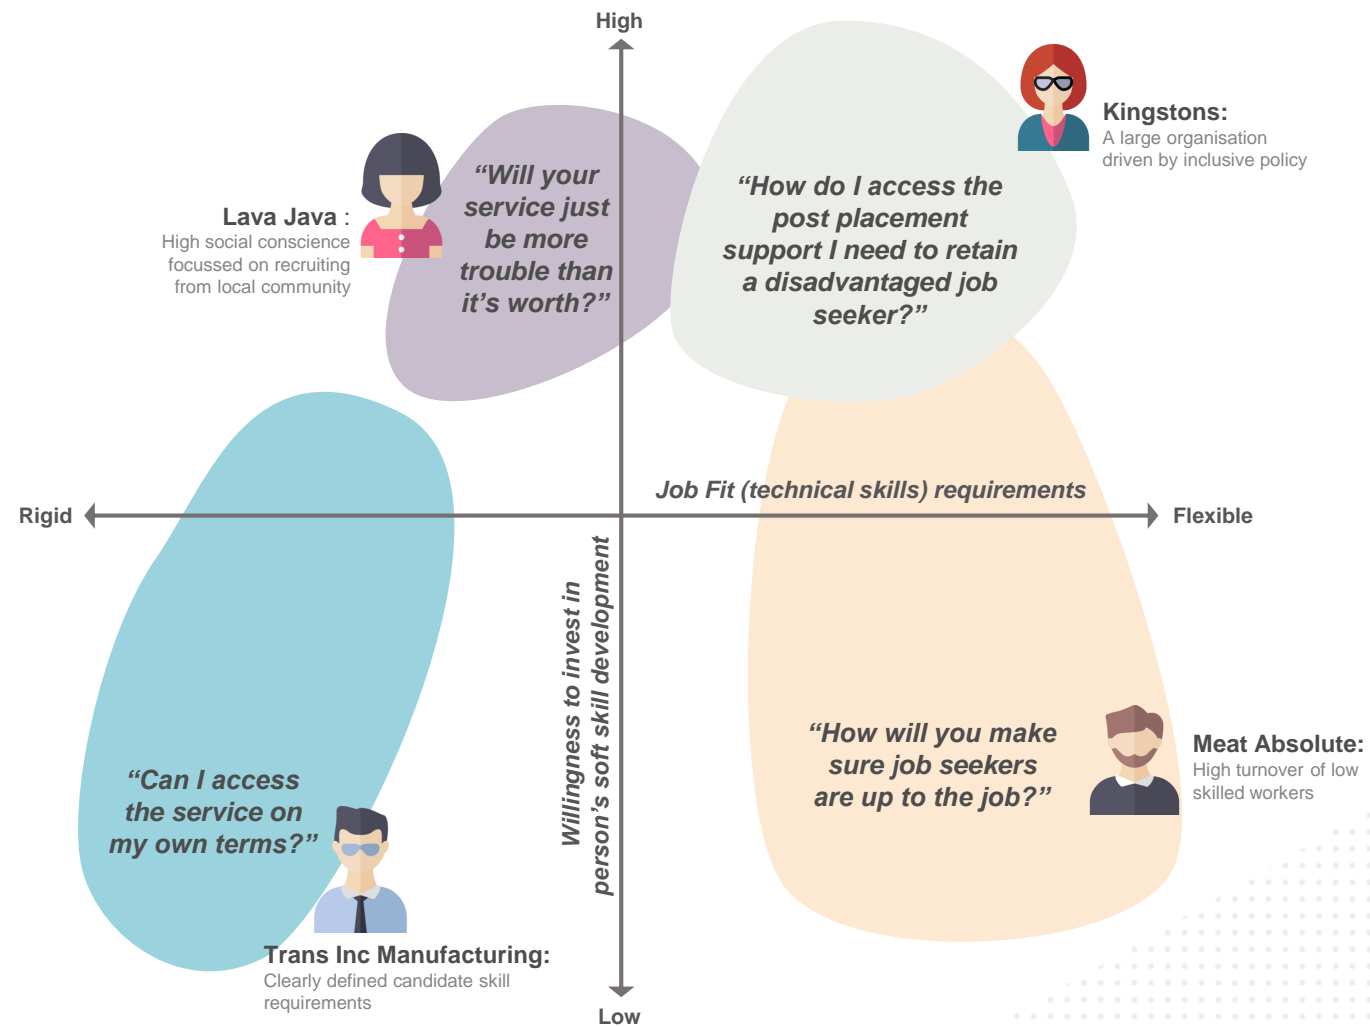 High
Kingstons:
A large organisation
driven by inclusive policy
“Will your
service just
be more
trouble than
it’s worth?”
“How do I access the
post placement
support I need to retain
a disadvantaged job
seeker?”
Lava Java :
High social conscience
focussed on recruiting
from local community
Job Fit (technical skills) requirements
Rigid
Flexible
Willingness to invest in
person’s soft skill development
“How will you make
sure job seekers
are up to the job?”
Meat Absolute:
High turnover of low
skilled workers
“Can I access
the service on
my own terms?”
Trans Inc Manufacturing:
Clearly defined candidate skill
requirements
Low